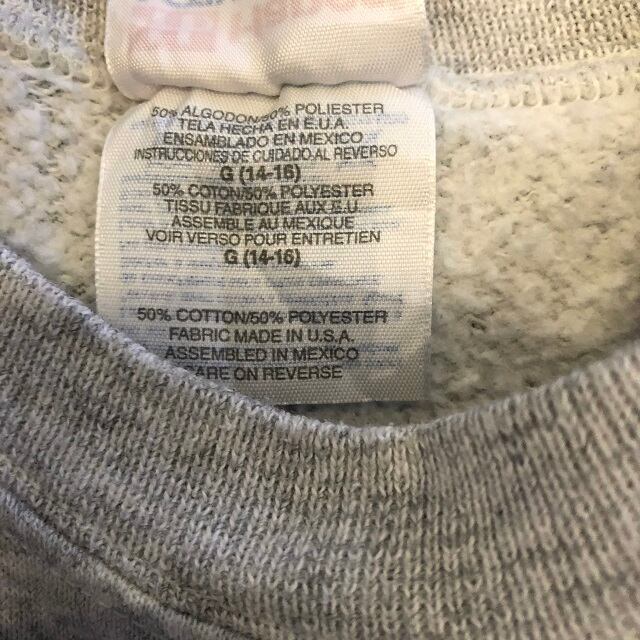 50% ALGODON/50% POLIESTER
TELA HECHA EN E.U.A
ENSAMBLADO EN MEXICO
INSTRUCCIONES DE CUIDADO.AL REVERSO
G (14-16)
50% COTON/50% POLYESTER
TISSU FABRIQUE AUX.E.U
ASSEMBLE AU MEXIQUE
VOIR VERSO POUR ENTRETIEN
G (14-16)
50% COTTON/50% POLYESTER
FABRIC MADE IN U.S.A.
ASSEMBLED IN MEXICO
CARE ON REVERSE